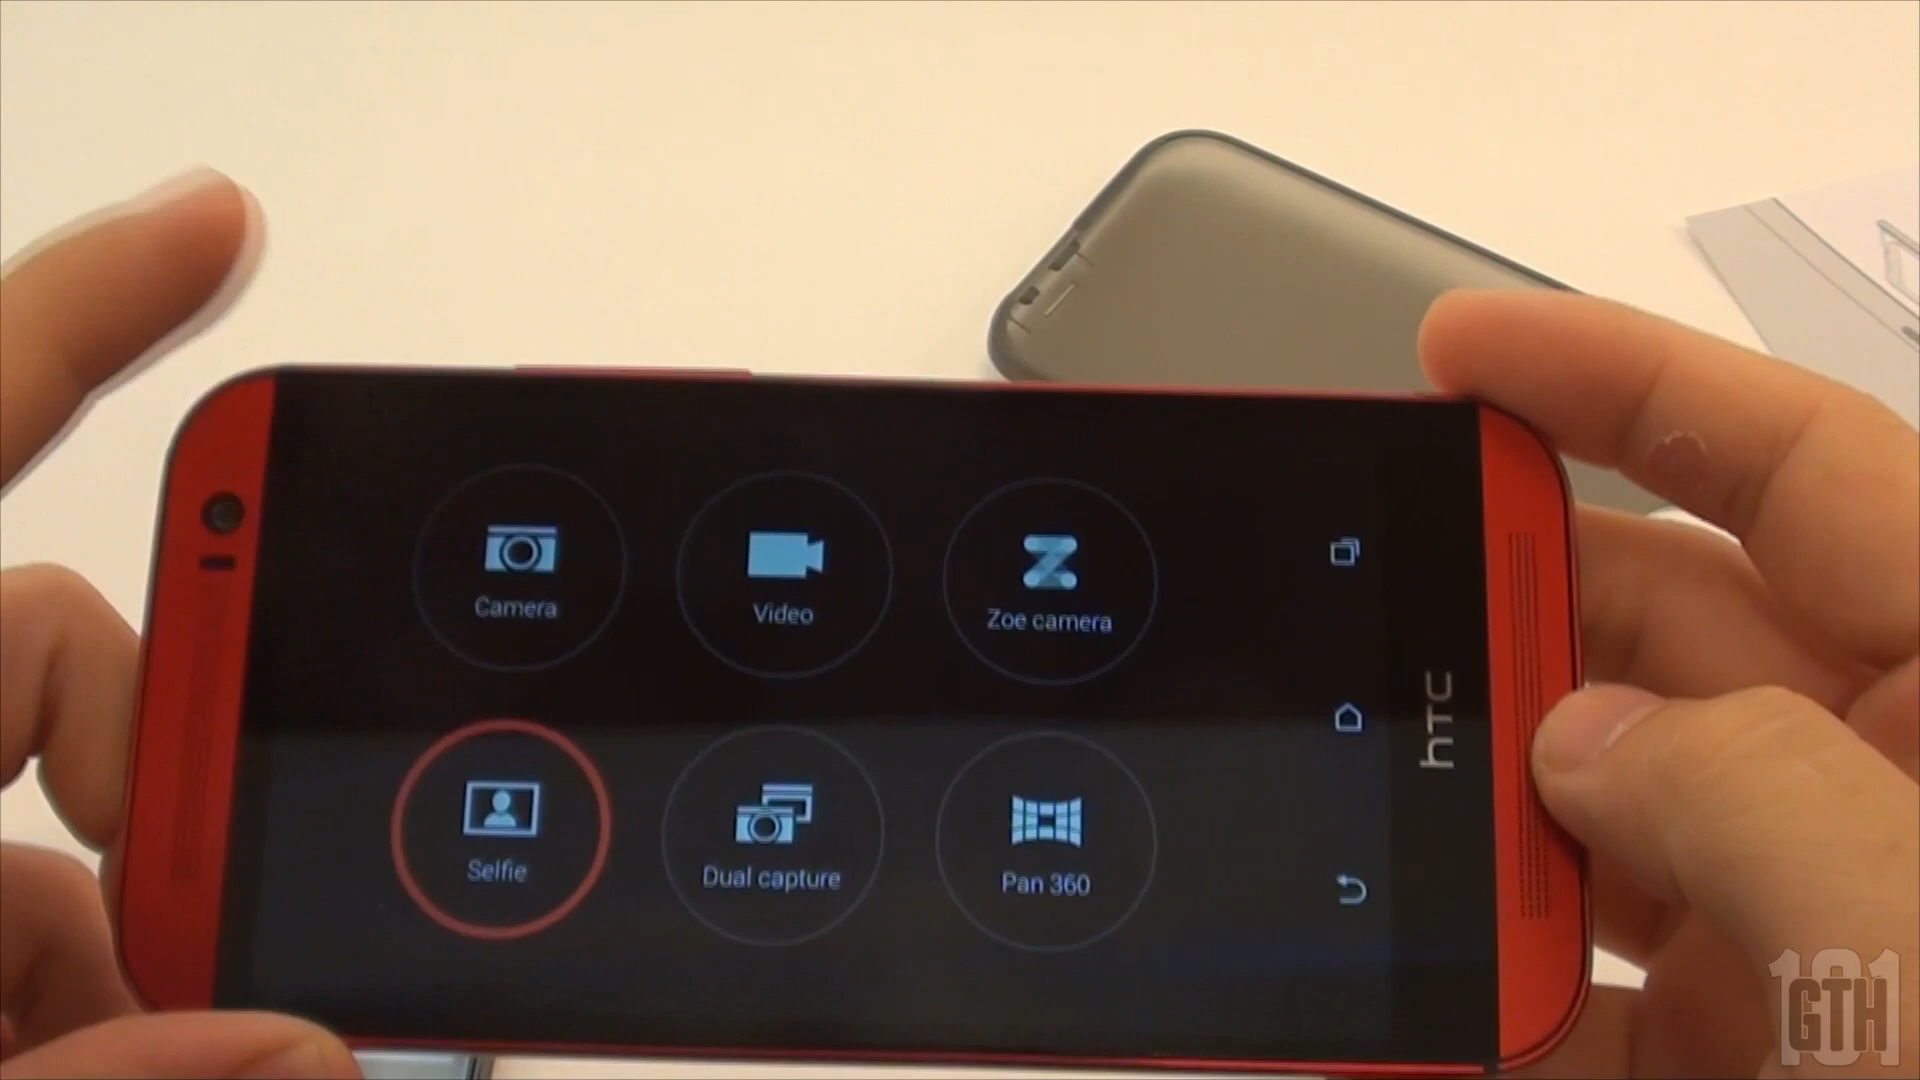 Camera
Video
Zoe camera
Selfie
Dual capture
Pan 360
hTC
101
GTH